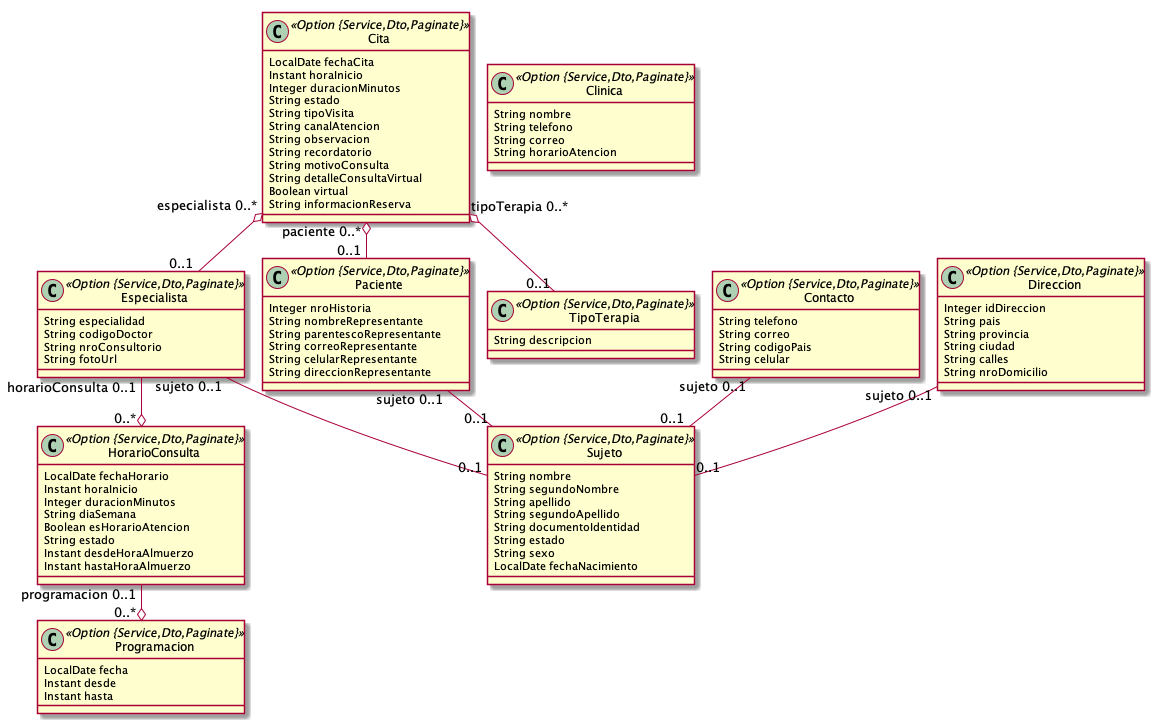 C «Option {Service,Dto,Paginate}»
Cita
LocalDate fechaCita
Instant horaInicio
Integer duracionMinutos
String estado
String tipoVisita
String canalAtencion
String observacion
String recordatorio
String motivoConsulta
String detalleConsultaVirtual
Boolean virtual
String informacionReserva
C «Option {Service,Dto,Paginate}»
Clinica
String nombre
String telefono
String correo
String horarioAtencion
especialista 0..*
tipoTerapia 0..*
paciente 0..*
0..1
0..1
0..1
C «Option {Service,Dto,Paginate}»
Especialista
String especialidad
String codigoDoctor
String nroConsultorio
String fotoUrl
C «Option {Service,Dto,Paginate}»
Paciente
Integer nroHistoria
String nombreRepresentante
String parentescoRepresentante
String correoRepresentante
String celularRepresentante
String direccionRepresentante
C «Option {Service,Dto,Paginate}»
TipoTerapia
String descripcion
C «Option {Service,Dto,Paginate}»
Contacto
String telefono
String correo
String codigoPais
String celular
C «Option {Service,Dto,Paginate}»
Direccion
Integer idDireccion
String pais
String provincia
String ciudad
String calles
String nroDomicilio
horarioConsulta 0..1
sujeto 0..1
sujeto 0..1
sujeto 0..1
sujeto 0..1
0..*
0..1
0..1
0..1
0..1
C «Option {Service,Dto,Paginate}»
HorarioConsulta
LocalDate fechaHorario
Instant horaInicio
Integer duracionMinutos
String diaSemana
Boolean esHorarioAtencion
String estado
Instant desdeHoraAlmuerzo
Instant hastaHoraAlmuerzo
C «Option {Service,Dto,Paginate}»
Sujeto
String nombre
String segundoNombre
String apellido
String segundoApellido
String documentoIdentidad
String estado
String sexo
LocalDate fechaNacimiento
programacion 0..1
0..*
C «Option {Service,Dto,Paginate}»
Programacion
LocalDate fecha
Instant desde
Instant hasta